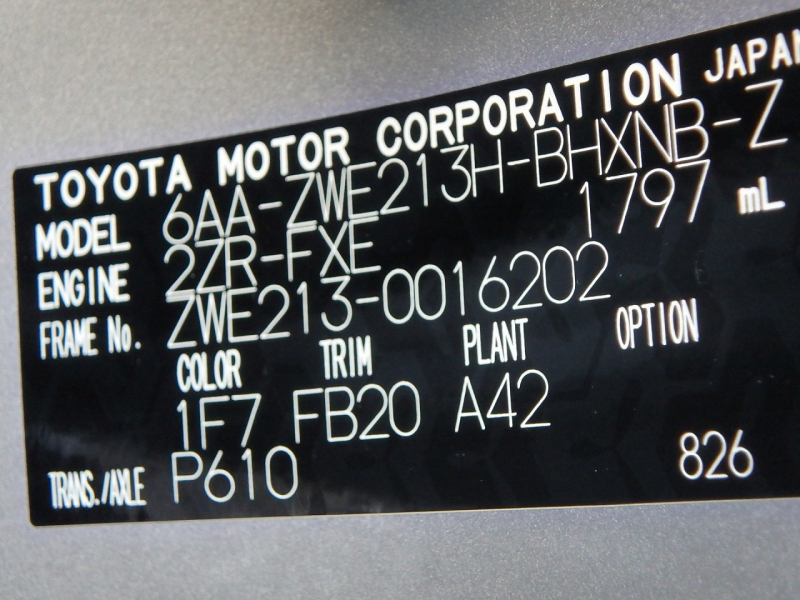 TOYOTA MOTOR CORPORATION JAPAN
MODEL 6AA-ZWE213H-BHXNB-Z
ENGINE 2ZR-FXE 1797 mL
FRAME No. ZWE213-0016202
COLOR TRIM PLANT OPTION
1F7 FB20 A42
TRANS./AXLE P610 826